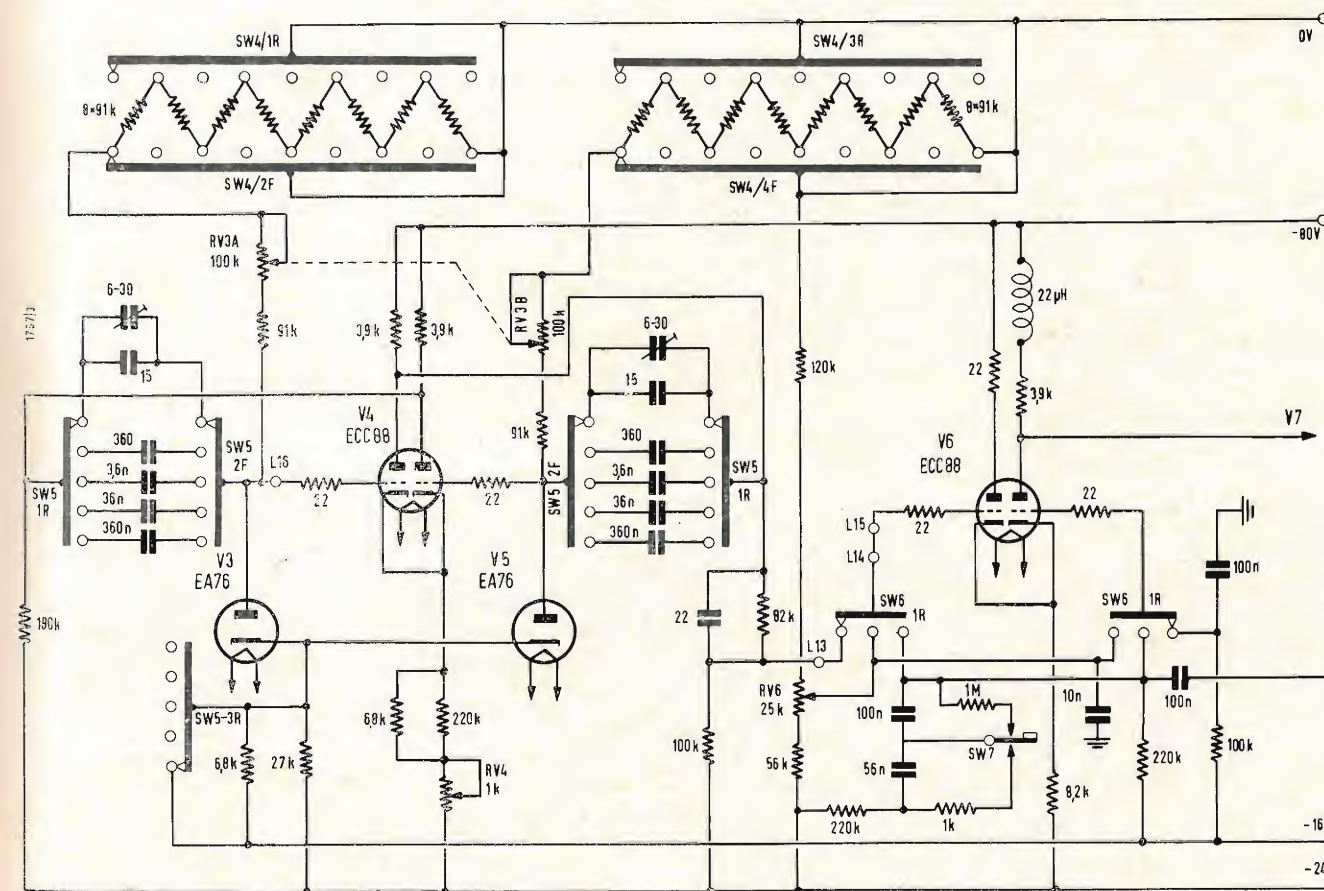 SW4/1R
SW4/3R
0V
8×91k
8×91k
SW4/2F
SW4/4F
-80V
RV3A
100k
RV3B
100k
22µH
6-30
6-30
91k
3,9k
3,9k
15
15
120k
22
3,9k
V7
V4
ECC88
91k
V6
ECC88
360
3,6n
36n
360n
SW5
1R
SW5
2F
L16
22
22
SW5 2F
360
3,6n
36n
360n
SW5
1R
22
22
L15
L14
100n
V3
EA76
V5
EA76
SW6
1R
SW6
1R
22
82k
L13
190k
SW5-3R
6,8k
27k
6,8k
220k
RV4
1k
100k
RV6
25k
56k
100n
56n
1M
SW7
10n
100n
220k
100k
220k
1k
8,2k
-16
-24